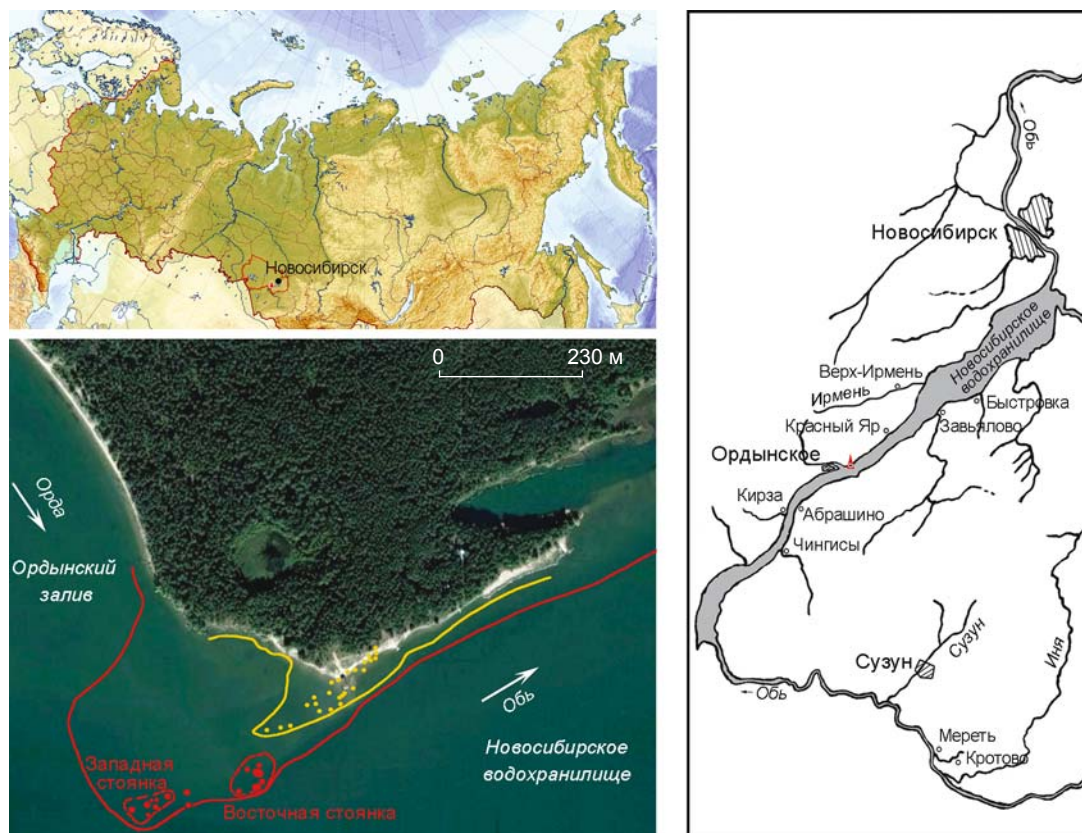 Новосибирск
0 230 м
Орда
Ордынский
залив
Обь
Новосибирское
водохранилище
Западная
стоянка
Восточная стоянка
Обь
Новосибирск
Новосибирское
водохранилище
Верх-Ирмень
Ирмень
Быстровка
Красный Яр
Завьялово
Ордынское
Кирза
Абрашино
Чингисы
Сузун
Сузун
Иня
Обь
Мереть
Кротово